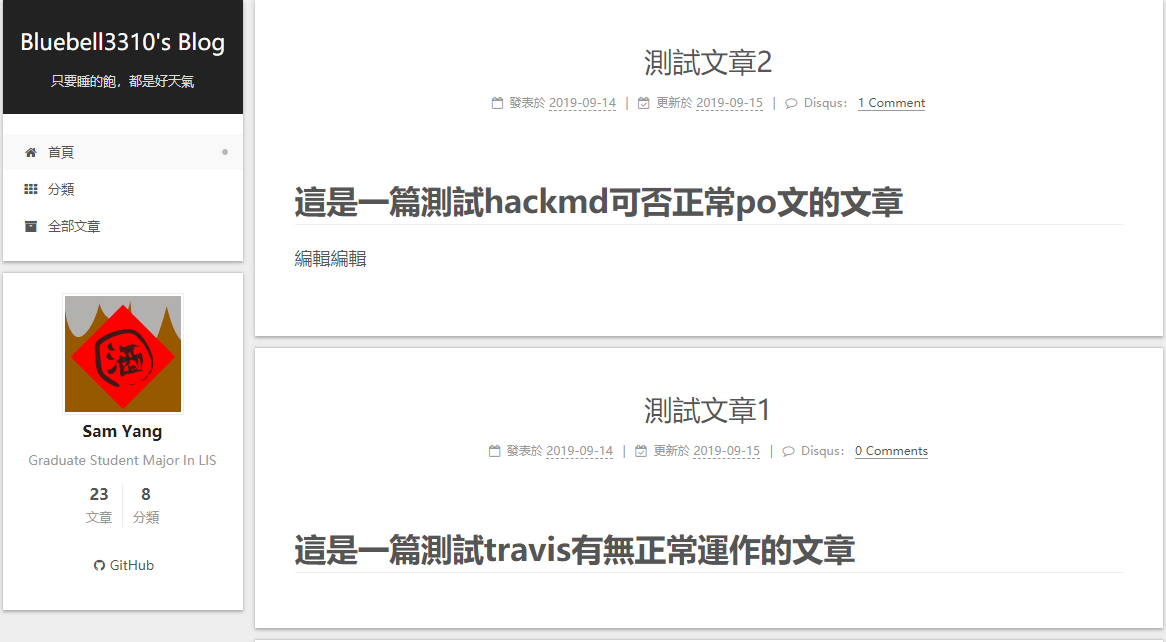 Bluebell3310's Blog
只要睡的飽，都是好天氣
首頁
分類
全部文章
酒
Sam Yang
Graduate Student Major In LIS
23 8
文章 分類
GitHub
測試文章2
發表於 2019-09-14 | 更新於 2019-09-15 | Disqus： 1 Comment
這是一篇測試hackmd可否正常po文的文章
編輯編輯
測試文章1
發表於 2019-09-14 | 更新於 2019-09-15 | Disqus： 0 Comments
這是一篇測試travis有無正常運作的文章